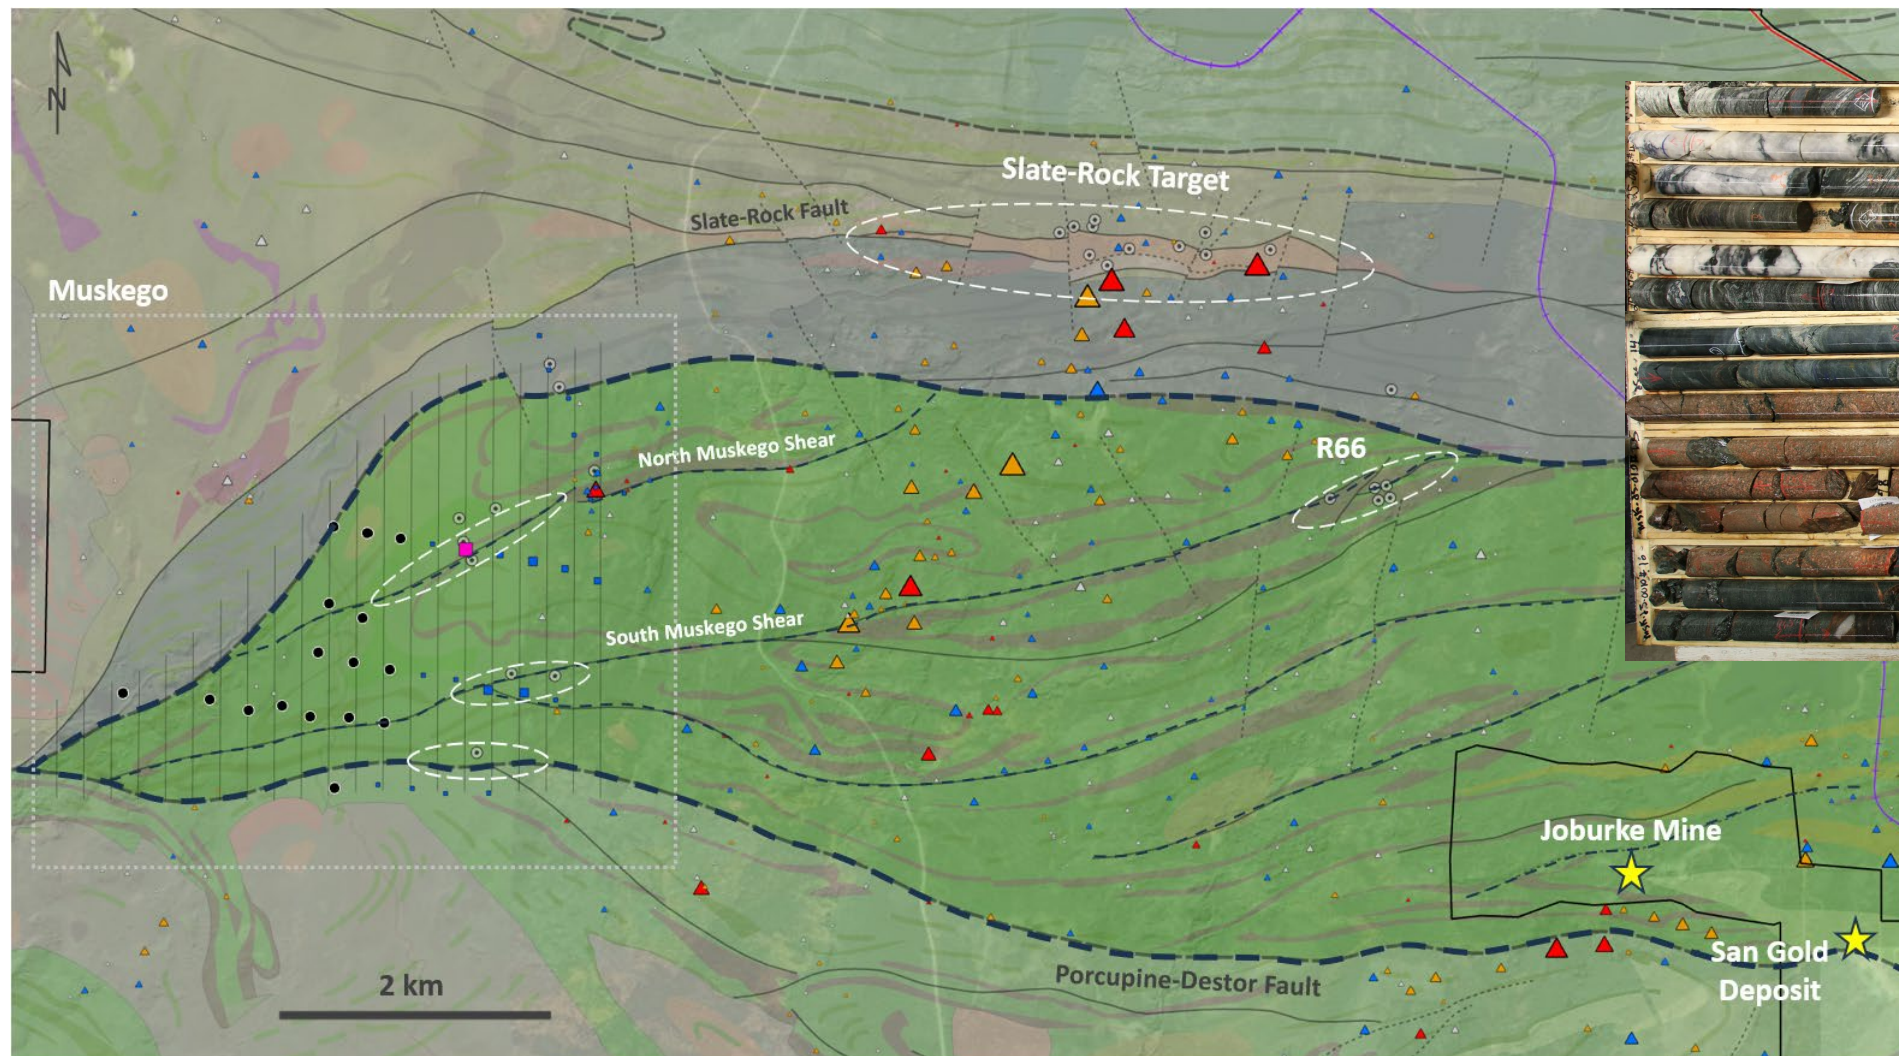 N
Slate-Rock Target
Slate-Rock Fault
Muskego
North Muskego Shear
R66
South Muskego Shear
Joburke Mine
San Gold
Deposit
Porcupine-Destor Fault
2 km